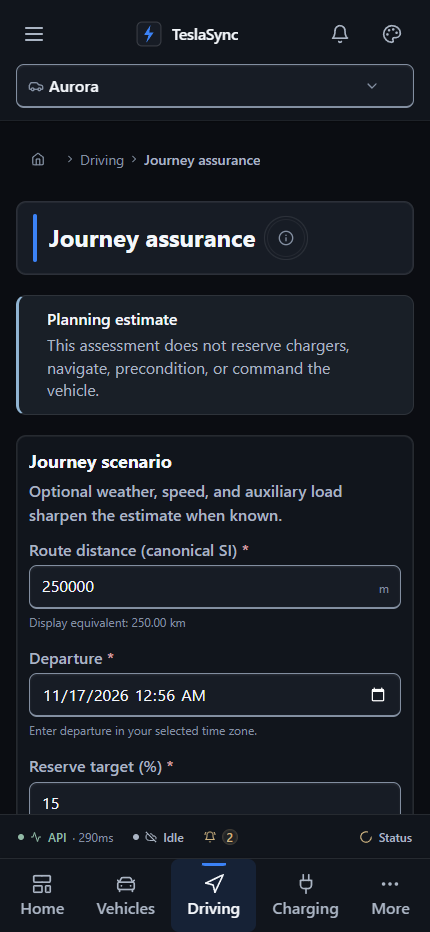 TeslaSync
Aurora
Driving
Journey assurance
Journey assurance
Planning estimate
This assessment does not reserve chargers,
navigate, precondition, or command the
vehicle.
Journey scenario
Optional weather, speed, and auxiliary load
sharpen the estimate when known.
Route distance (canonical SI) *
250000 m
Display equivalent: 250.00 km
Departure *
11/17/2026 12:56 AM
Enter departure in your selected time zone.
Reserve target (%) *
15
API · 290ms Idle 2 Status
Home Vehicles Driving Charging More